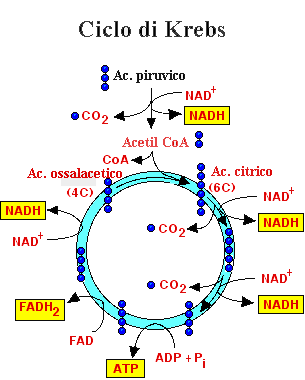 Ciclo di Krebs
Ac. piruvico
NAD+
CO2
NADH
Acetil CoA
CoA
Ac. ossalacetico
(4C)
Ac. citrico
(6C)
NAD+
NADH
CO2
NADH
NAD+
CO2
NAD+
NADH
FADH2
FAD
ADP + Pi
ATP